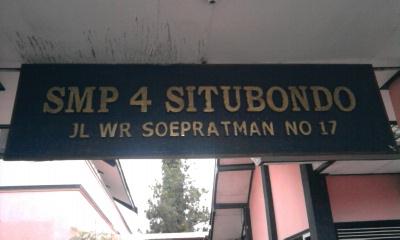 SMP 4 SITUBONDO
JL WR SOEPRATMAN NO 17